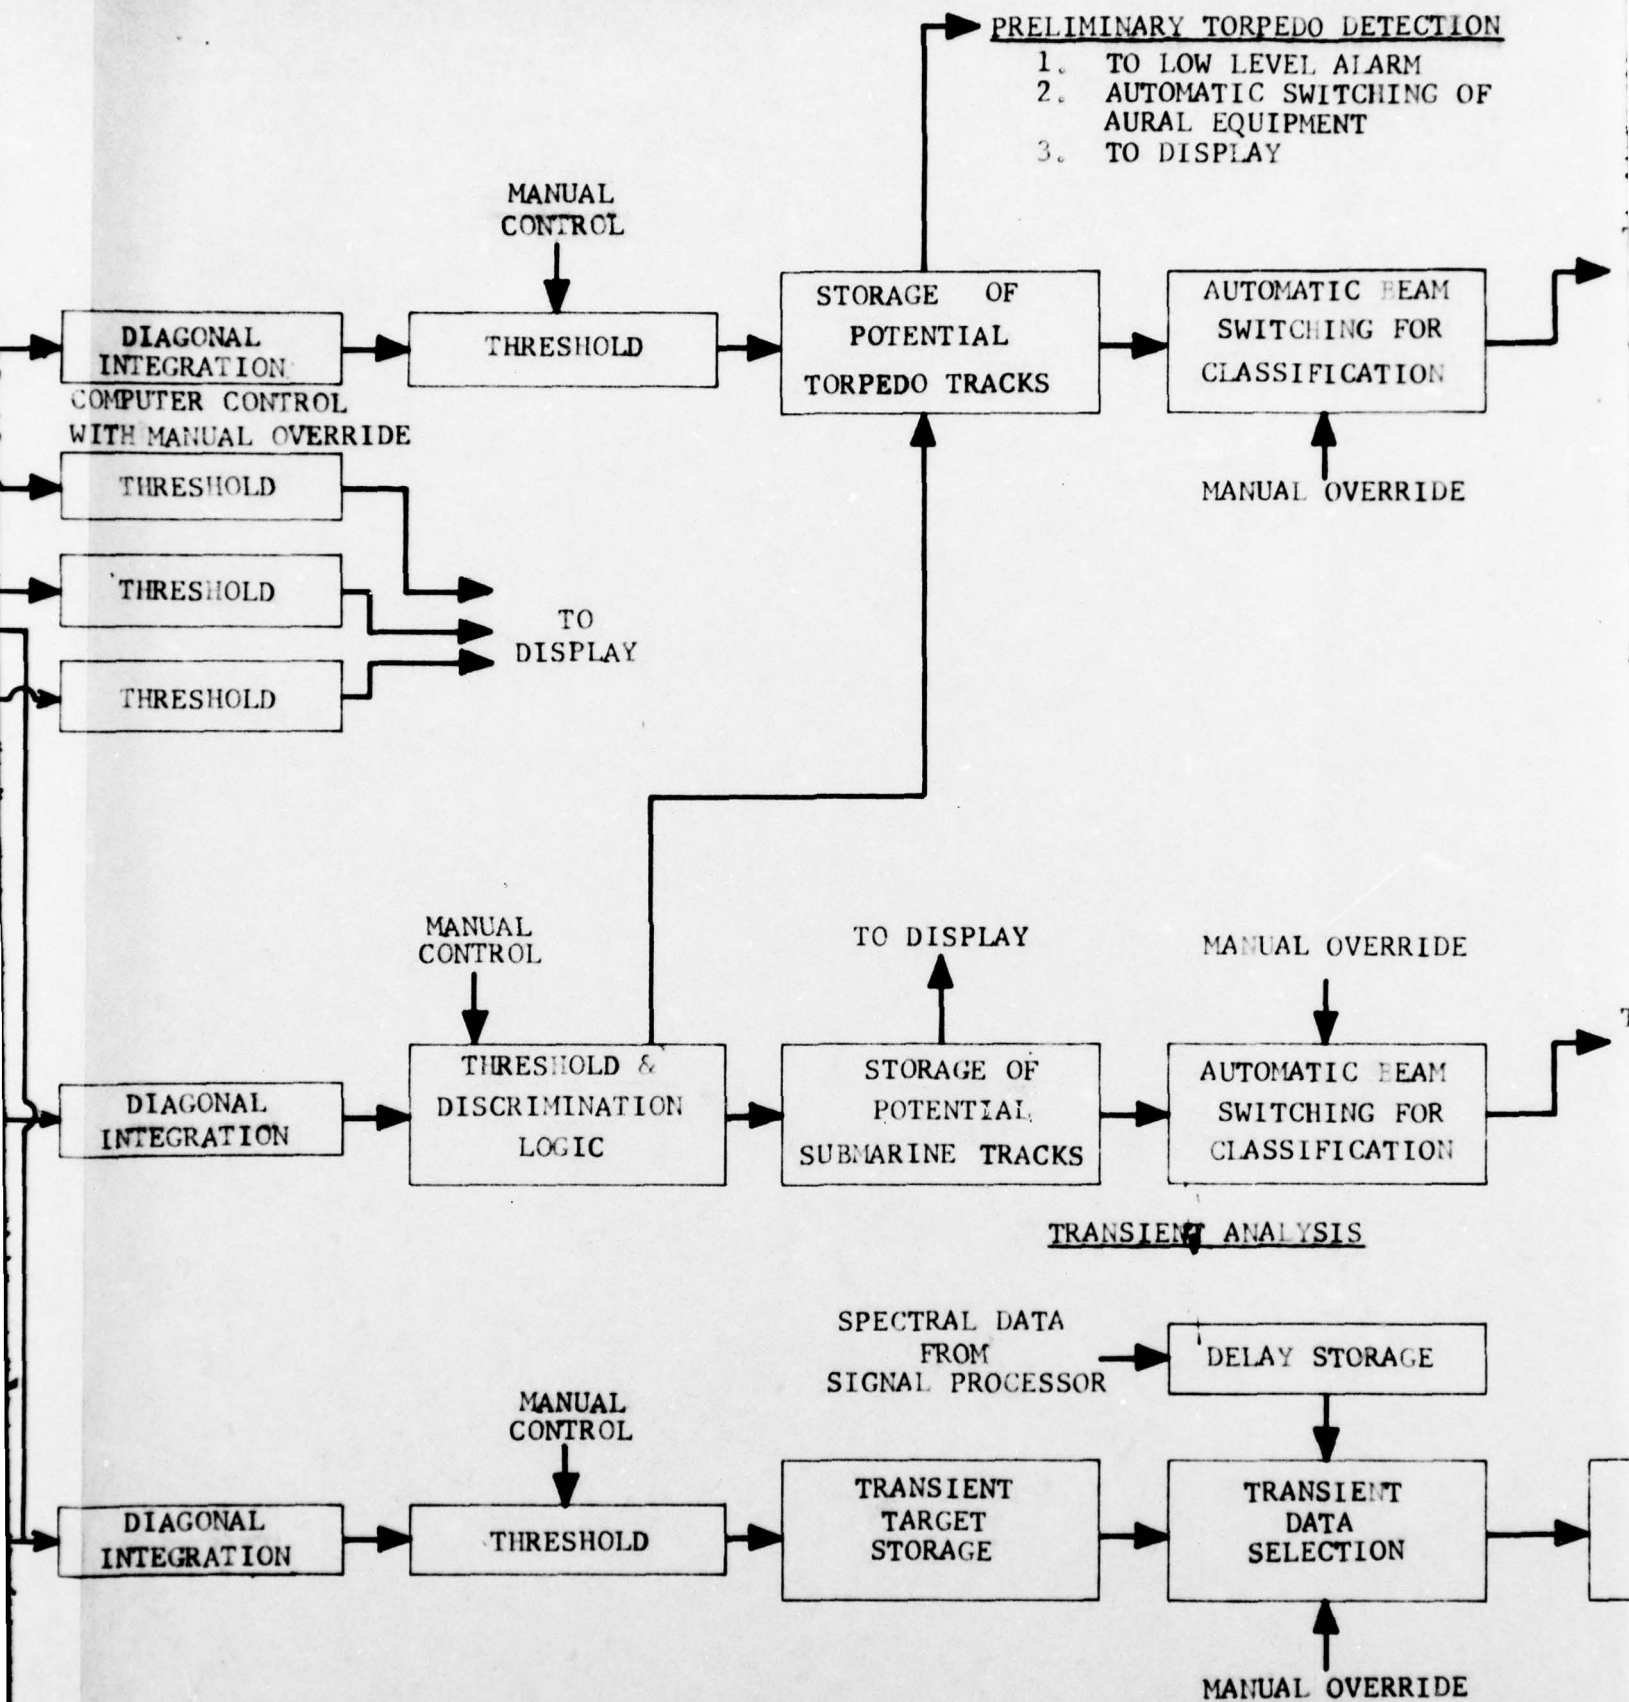 PRELIMINARY TORPEDO DETECTION
1. TO LOW LEVEL ALARM
2. AUTOMATIC SWITCHING OF
AURAL EQUIPMENT
3. TO DISPLAY
MANUAL
CONTROL
DIAGONAL
INTEGRATION
THRESHOLD
STORAGE OF
POTENTIAL
TORPEDO TRACKS
AUTOMATIC BEAM
SWITCHING FOR
CLASSIFICATION
COMPUTER CONTROL
WITH MANUAL OVERRIDE
MANUAL OVERRIDE
THRESHOLD
THRESHOLD
THRESHOLD
TO
DISPLAY
MANUAL
CONTROL
TO DISPLAY
MANUAL OVERRIDE
DIAGONAL
INTEGRATION
THRESHOLD &
DISCRIMINATION
LOGIC
STORAGE OF
POTENTIAL
SUBMARINE TRACKS
AUTOMATIC BEAM
SWITCHING FOR
CLASSIFICATION
TRANSIENT ANALYSIS
SPECTRAL DATA
FROM
SIGNAL PROCESSOR
DELAY STORAGE
MANUAL
CONTROL
DIAGONAL
INTEGRATION
THRESHOLD
TRANSIENT
TARGET
STORAGE
TRANSIENT
DATA
SELECTION
MANUAL OVERRIDE